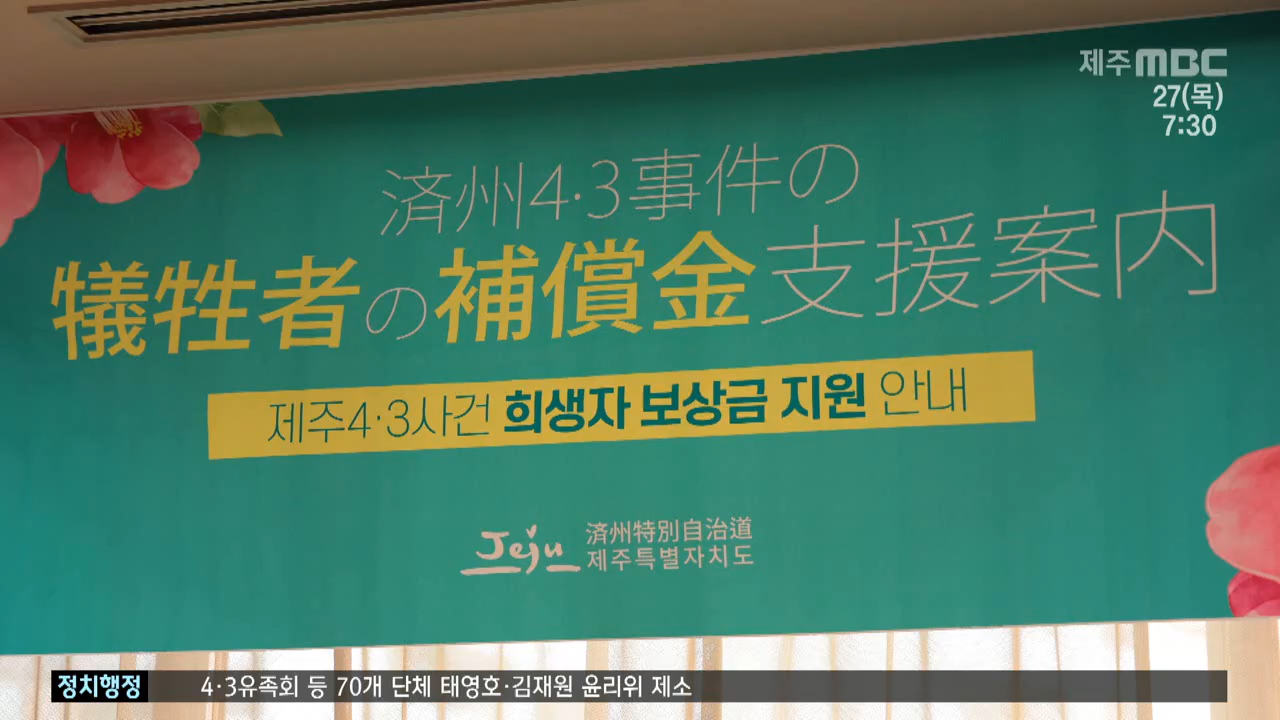 제주MBC
27(목)
7:30
済州4·3事件の
犠牲者の補償金支援案内
제주4·3사건 희생자 보상금 지원 안내
Jeju
済州特別自治道
제주특별자치도
정치행정 4·3유족회 등 70개 단체 태영호·김재원 윤리위 제소